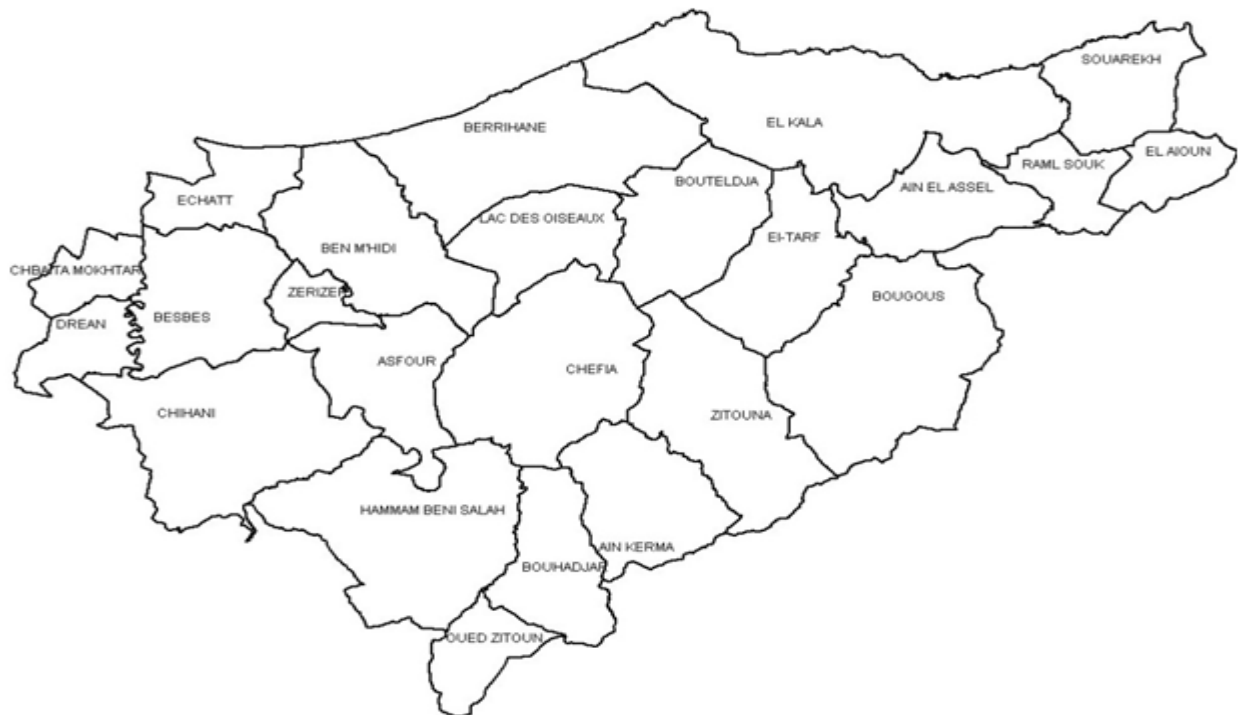 SOUAREKH
BERRIHANE
EL KALA
EL AIOUN
RAML SOUK
BOUTELDJA
AIN EL ASSEL
ECHATT
LAC DES OISEAUX
El-TARF
BEN M'HIDI
CHBAITA MOKHTAR
ZERIZER
BOUGOUS
BESBES
DREAN
ASFOUR
CHEFIA
CHIHANI
ZITOUNA
HAMMAM BENI SALAH
AIN KERMA
BOUHADJAR
OUED ZITOUN